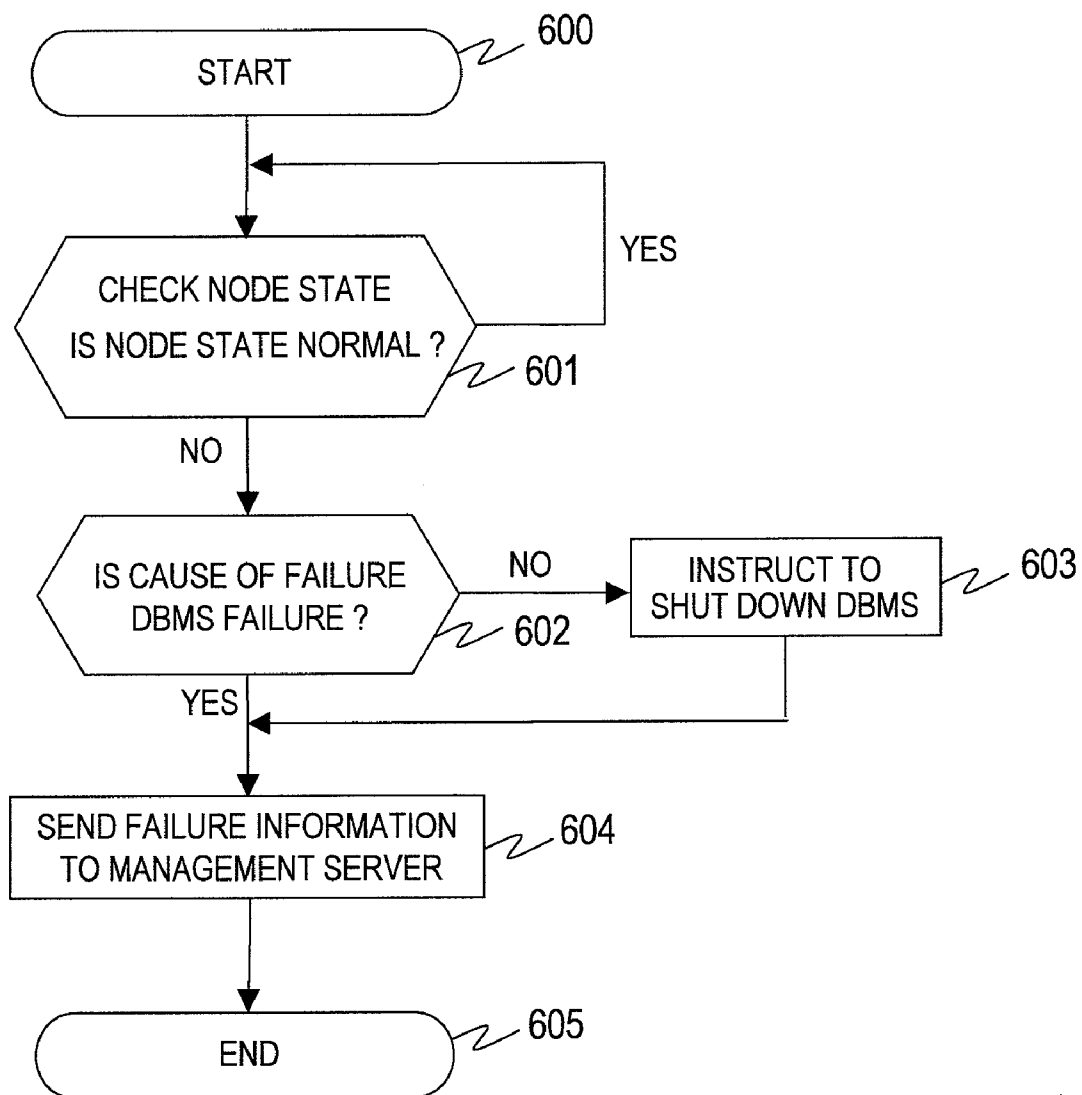 600
START
YES
CHECK NODE STATE
IS NODE STATE NORMAL ?
601
NO
IS CAUSE OF FAILURE
DBMS FAILURE ?
602
NO
INSTRUCT TO
SHUT DOWN DBMS
603
YES
SEND FAILURE INFORMATION
TO MANAGEMENT SERVER
604
END
605